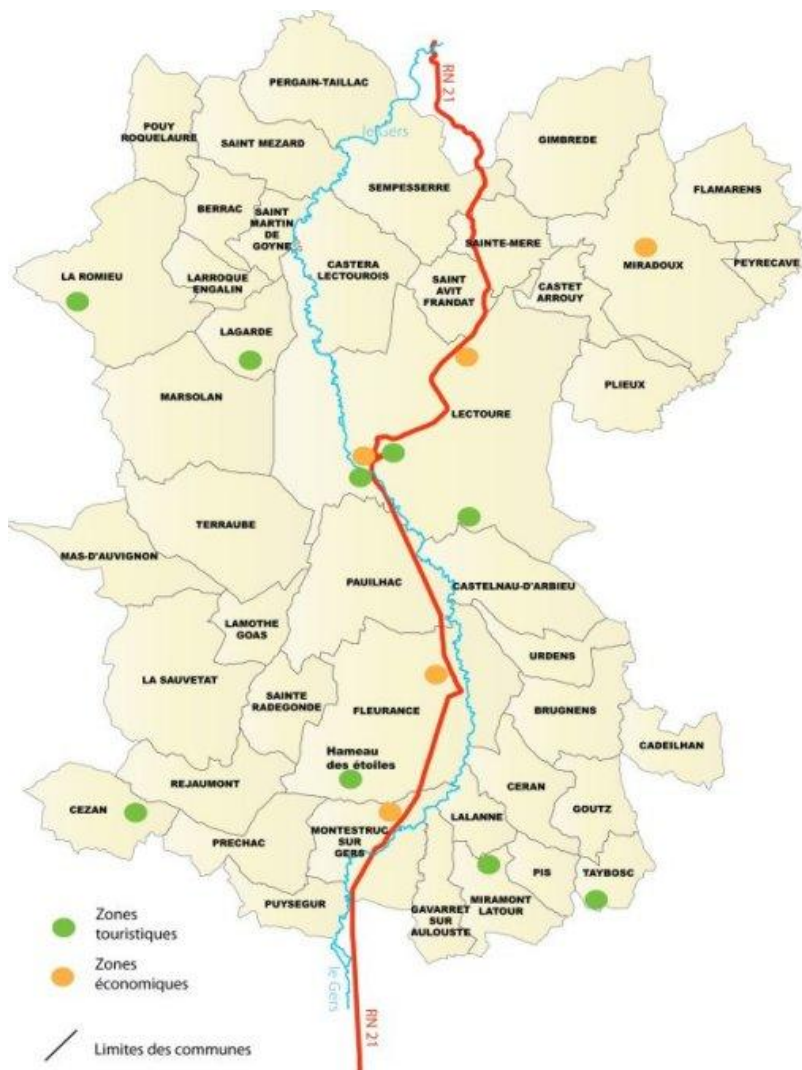 RN 21
PERGAIN-TAILLAC
POUY
ROQUELAURE
SAINT MEZARD
le Gers
GIMBREDE
SEMPESSERRE
FLAMARENS
BERRAC
SAINT
MARTIN
DE
GOYNE
SAINTE-MERE
CASTERA
LECTOUROIS
MIRADOUX
PEYRECAVE
LA ROMIEU
LARROQUE
ENGALIN
SAINT
AVIT
FRANDAT
CASTET
ARROUY
LAGARDE
PLIEUX
MARSOLAN
LECTOURE
TERRAUBE
MAS-D'AUVIGNON
PAUILHAC
CASTELNAU-D'ARBIEU
LAMOTHE
GOAS
URDENS
LA SAUVETAT
SAINTE
RADEGONDE
FLEURANCE
BRUGNENS
CADEILHAN
Hameau
des étoiles
REJAUMONT
CERAN
CEZAN
GOUTZ
LALANNE
MONTESTRUC
SUR
GERS
PRECHAC
PIS
TAYBOSC
PUYSEGUR
MIRAMONT
LATOUR
GAVARRET
SUR
AULOUSTE
Zones
touristiques
Zones
économiques
le Gers
RN 21
Limites des communes